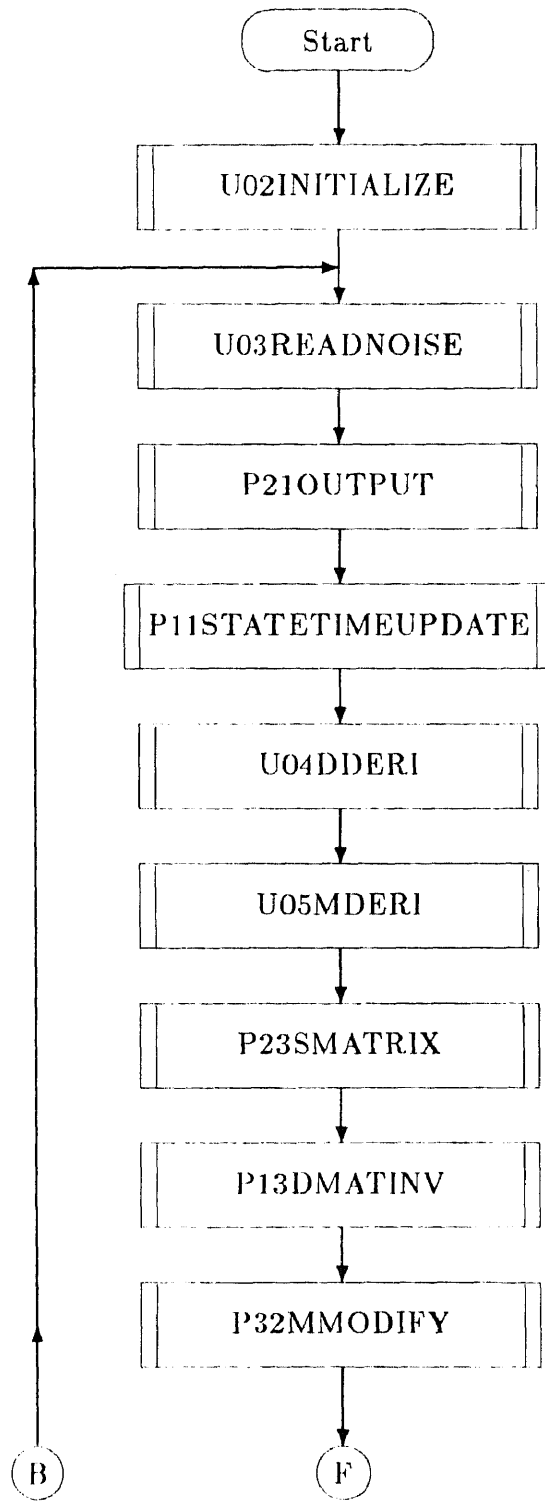 Start
U02INITIALIZE
U03READNOISE
P21OUTPUT
P11STATETIMEUPDATE
U04DDERI
U05MDERI
P23SMATRIX
P13DMATINV
P32MMODIFY
B
F